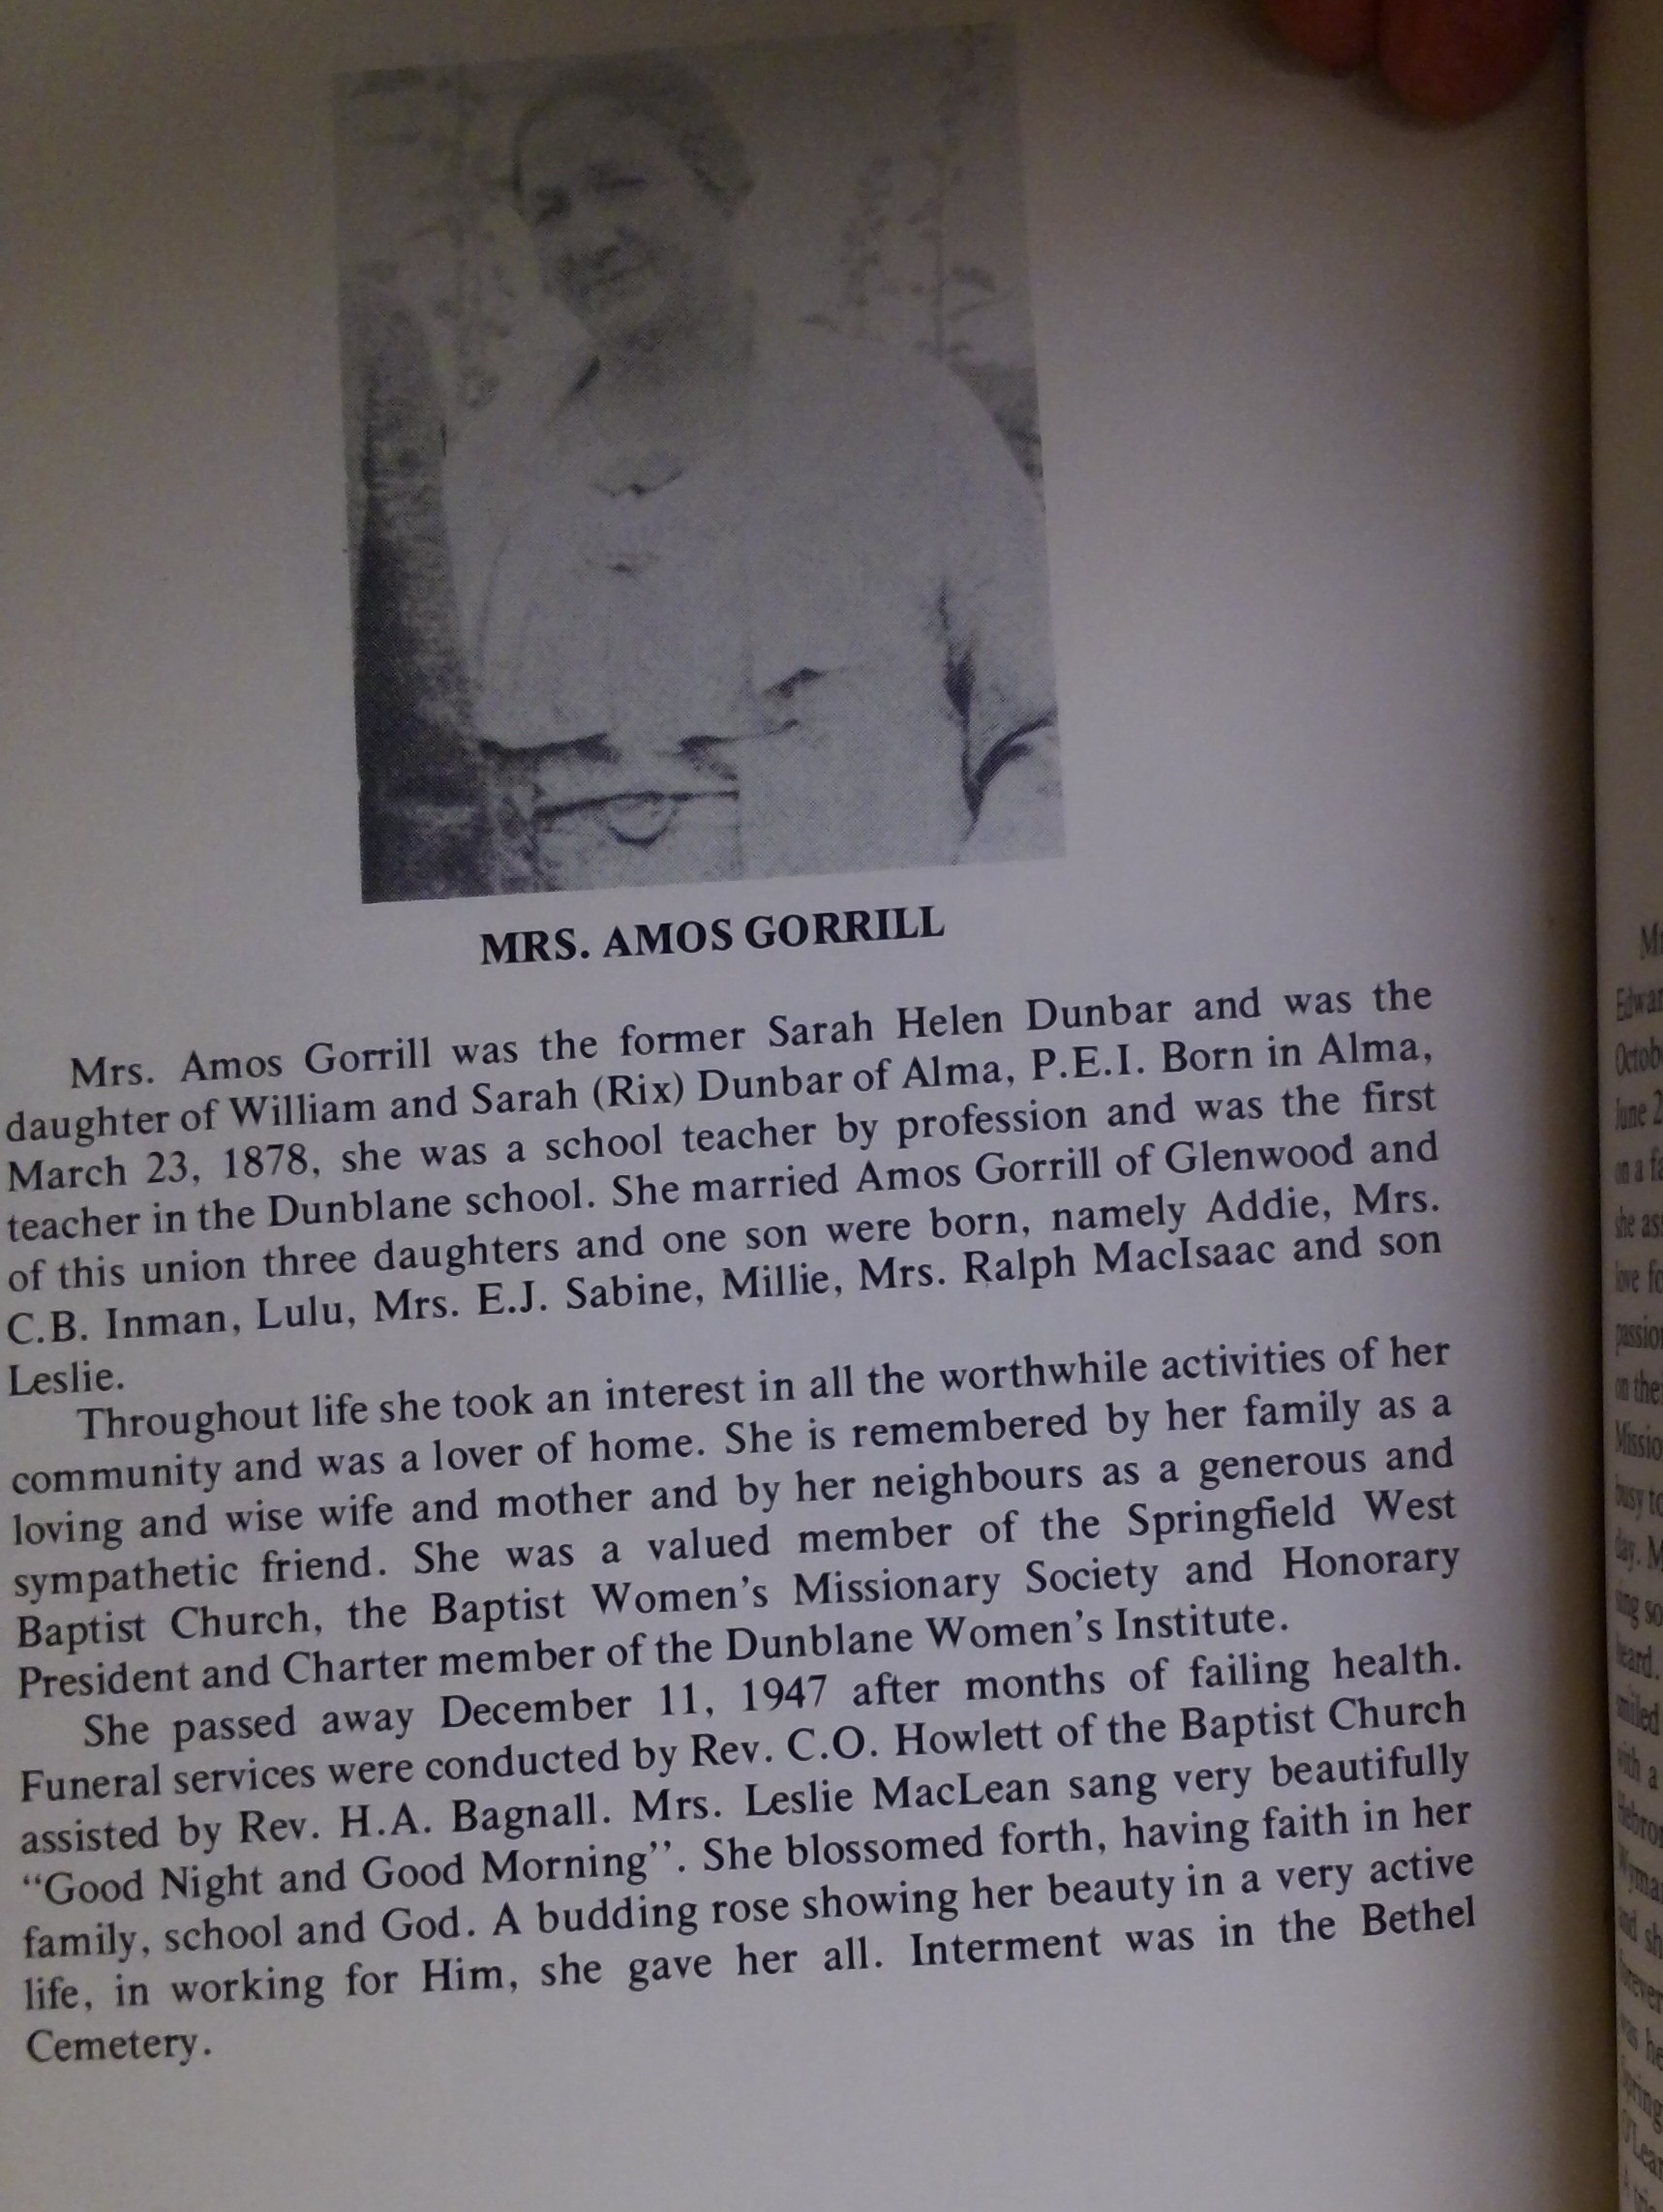 MRS. AMOS GORRILL
Mrs. Amos Gorrill was the former Sarah Helen Dunbar and was the
daughter of William and Sarah (Rix) Dunbar of Alma, P.E.I. Born in Alma,
March 23, 1878, she was a school teacher by profession and was the first
teacher in the Dunblane school. She married Amos Gorrill of Glenwood and
of this union three daughters and one son were born, namely Addie, Mrs.
C.B. Inman, Lulu, Mrs. E.J. Sabine, Millie, Mrs. Ralph MacIsaac and son
Leslie.
Throughout life she took an interest in all the worthwhile activities of her
community and was a lover of home. She is remembered by her family as a
loving and wise wife and mother and by her neighbours as a generous and
sympathetic friend. She was a valued member of the Springfield West
Baptist Church, the Baptist Women's Missionary Society and Honorary
President and Charter member of the Dunblane Women's Institute.
She passed away December 11, 1947 after months of failing health.
Funeral services were conducted by Rev. C.O. Howlett of the Baptist Church
assisted by Rev. H.A. Bagnall. Mrs. Leslie MacLean sang very beautifully
"Good Night and Good Morning". She blossomed forth, having faith in her
family, school and God. A budding rose showing her beauty in a very active
life, in working for Him, she gave her all. Interment was in the Bethel
Cemetery.